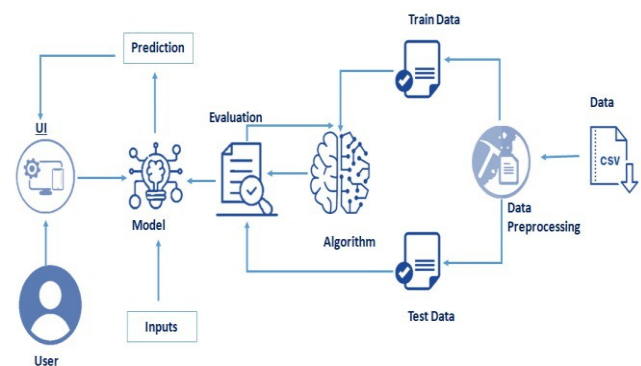 Train Data
Prediction
Evaluation
Data
UI
CSV
Data
Preprocessing
Model
Algorithm
Inputs
Test Data
User